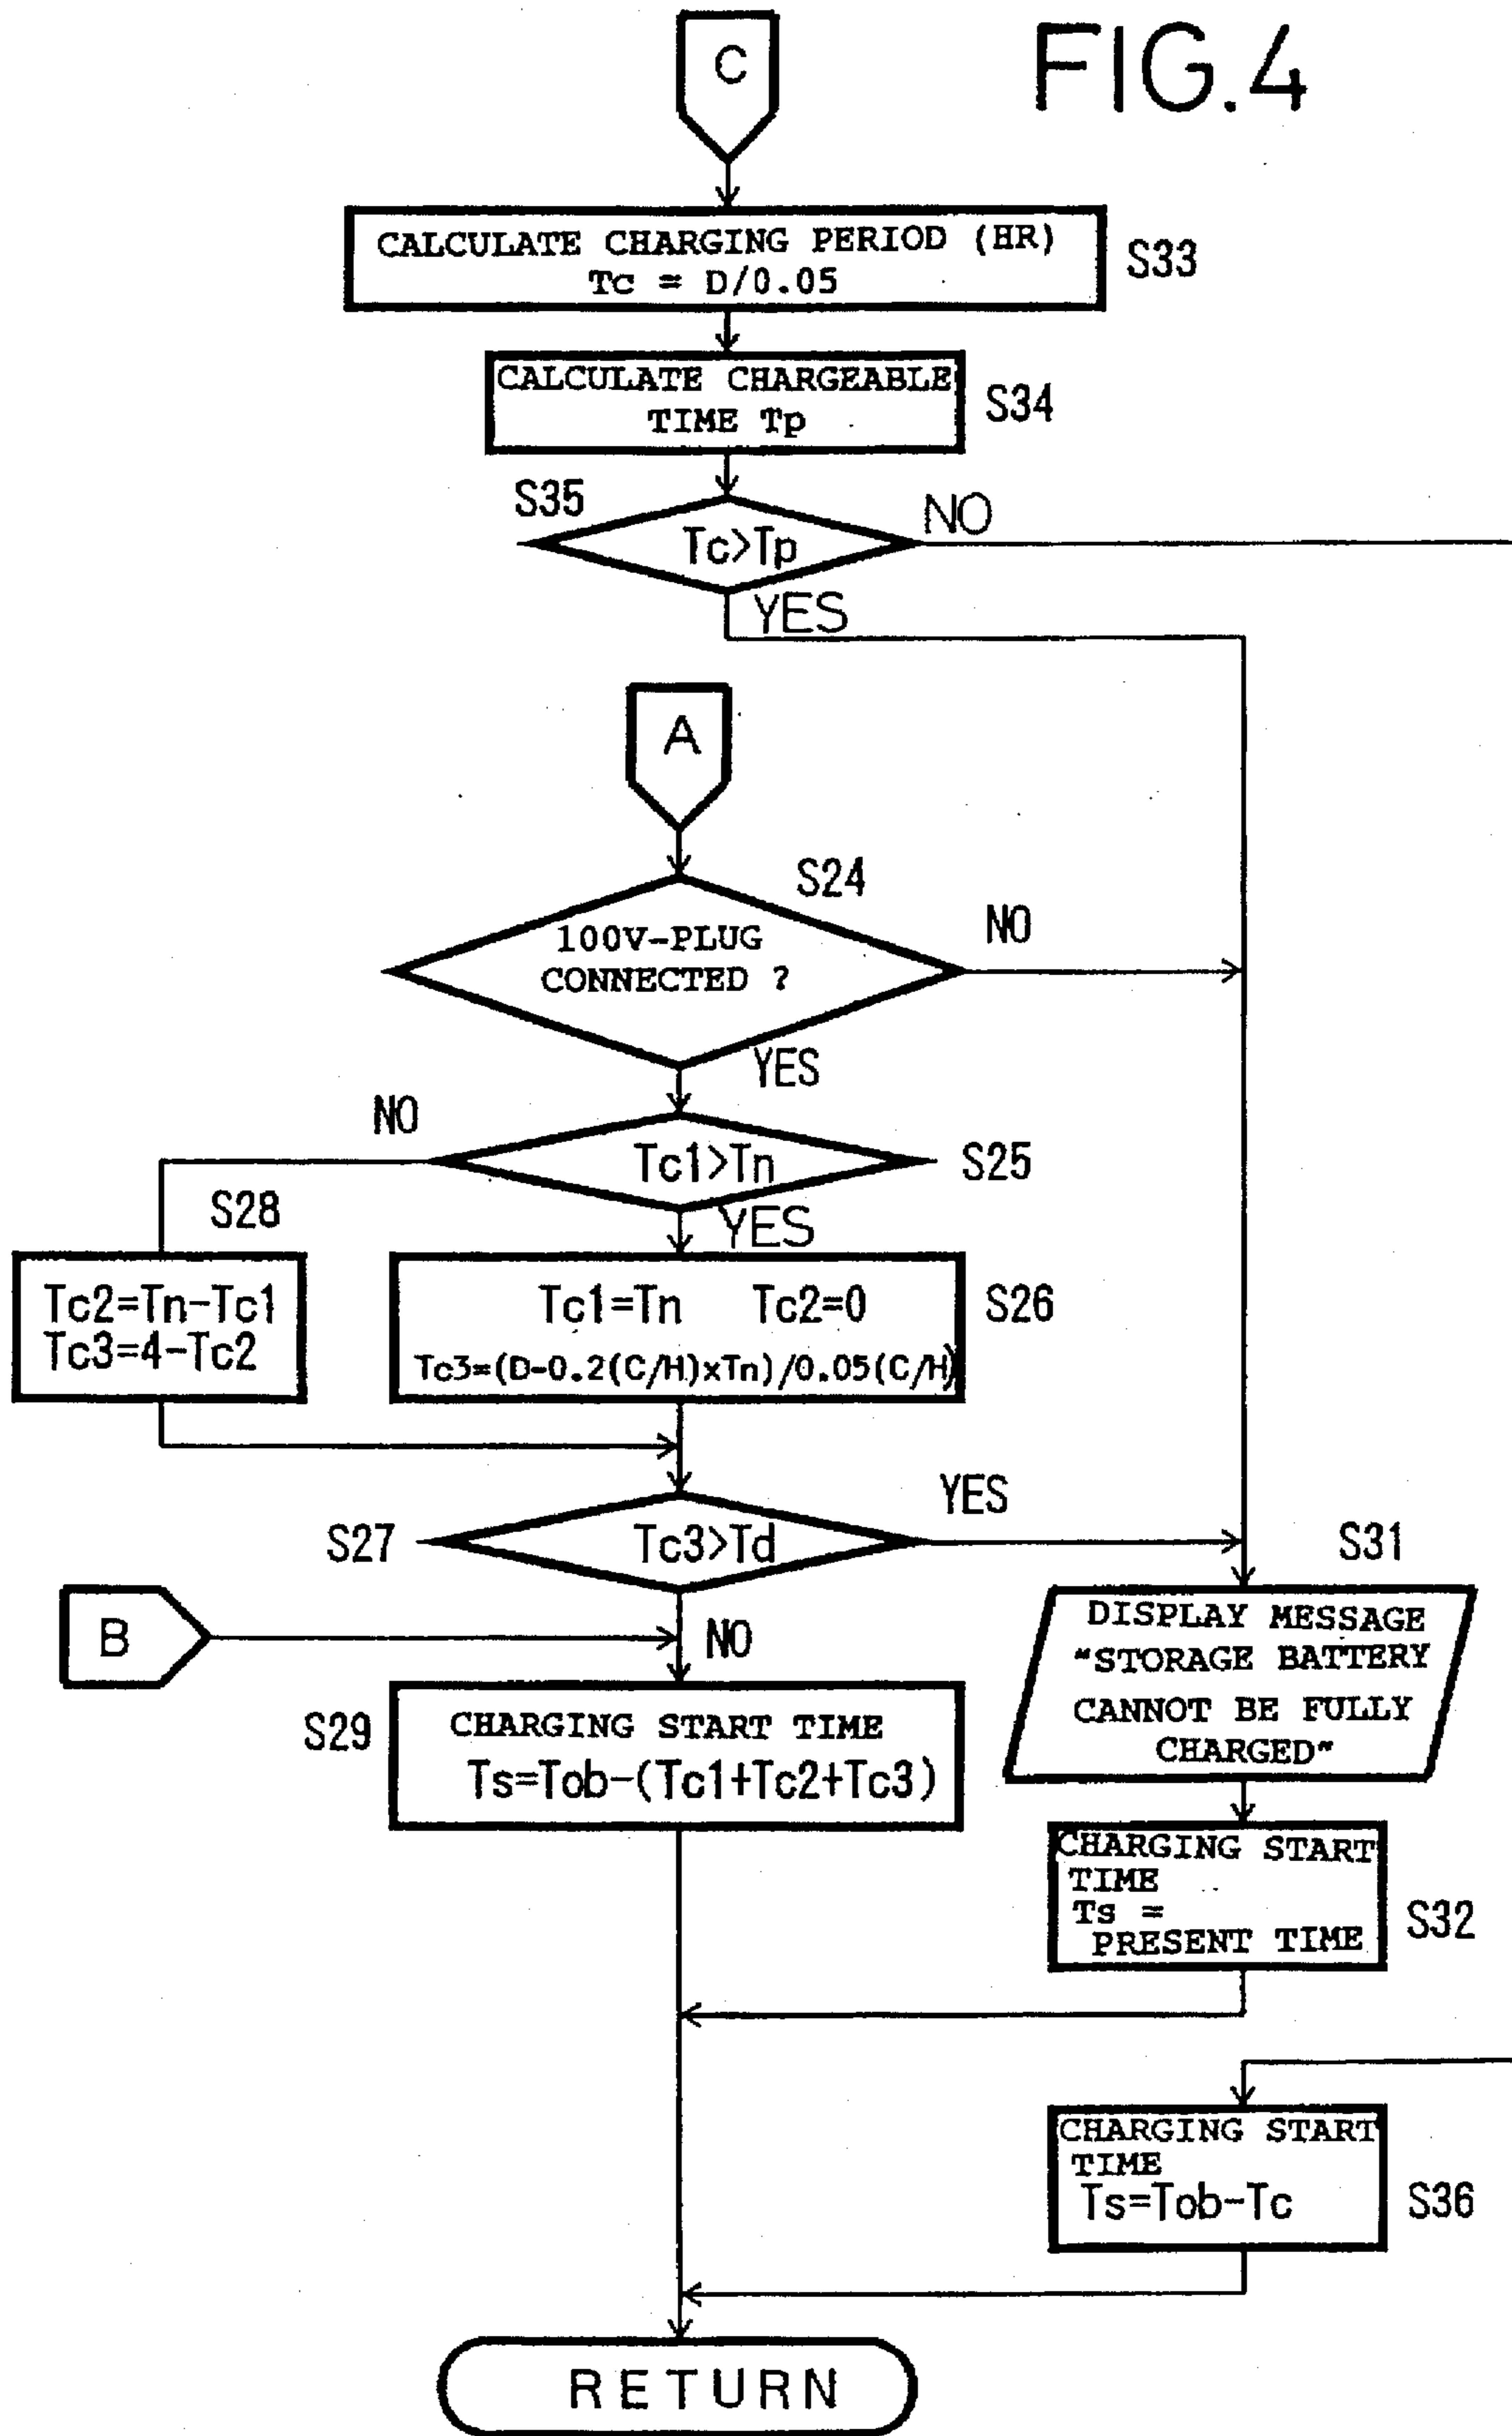 FIG.4
C
CALCULATE CHARGING PERIOD (HR)
Tc = D/0.05
S33
CALCULATE CHARGEABLE
TIME Tp
S34
S35
Tc>Tp
NO
YES
A
S24
100V-PLUG
CONNECTED ?
NO
YES
NO
Tc1>Tn
S25
S28
YES
Tc2=Tn-Tc1
Tc3=4-Tc2
Tc1=Tn Tc2=0
Tc3=(D-0.2(C/H)xTn)/0.05(C/H)
S26
S27
Tc3>Td
YES
NO
B
S29
CHARGING START TIME
Ts=Tob-(Tc1+Tc2+Tc3)
S31
DISPLAY MESSAGE
"STORAGE BATTERY
CANNOT BE FULLY
CHARGED"
CHARGING START
TIME
Ts =
PRESENT TIME
S32
CHARGING START
TIME
Ts=Tob-Tc
S36
RETURN